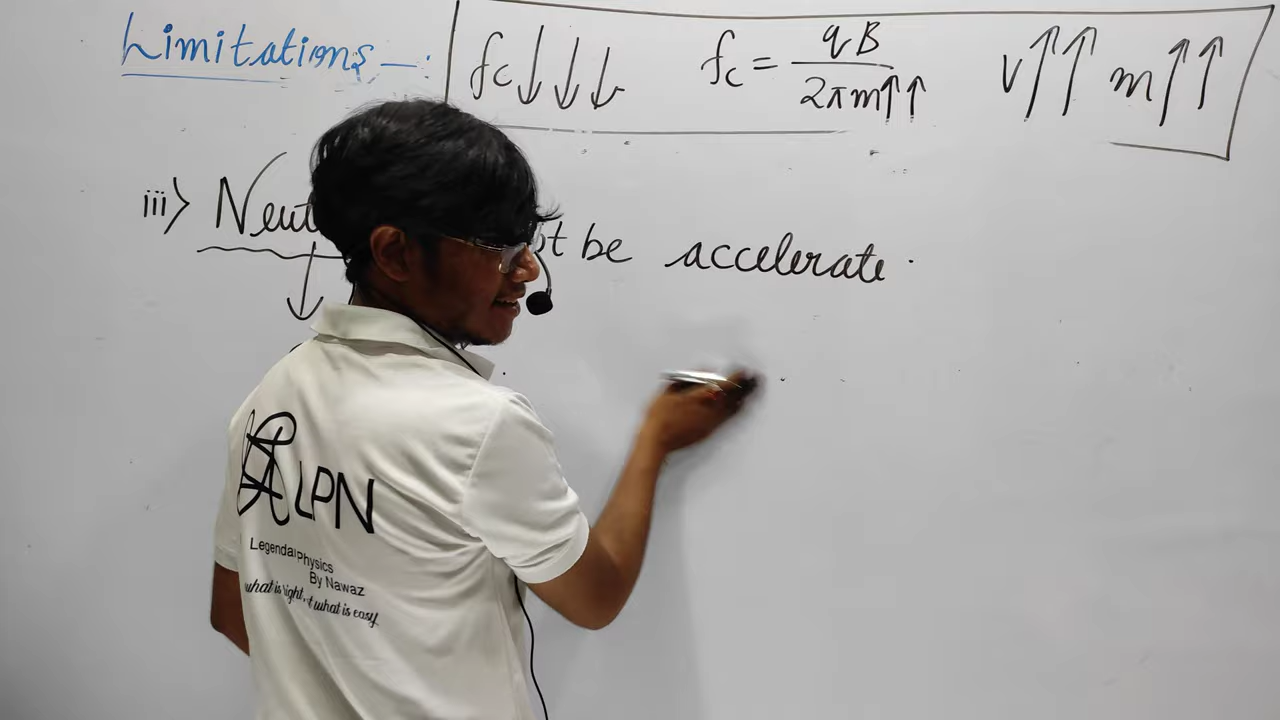 Limitations —:
fc↓↓↓ fc = qB / 2πm↑↑ v↑↑ m↑↑
iii> be accelerate.
LPN
Legendary Physics
By Nawaz
what is right, what is easy.